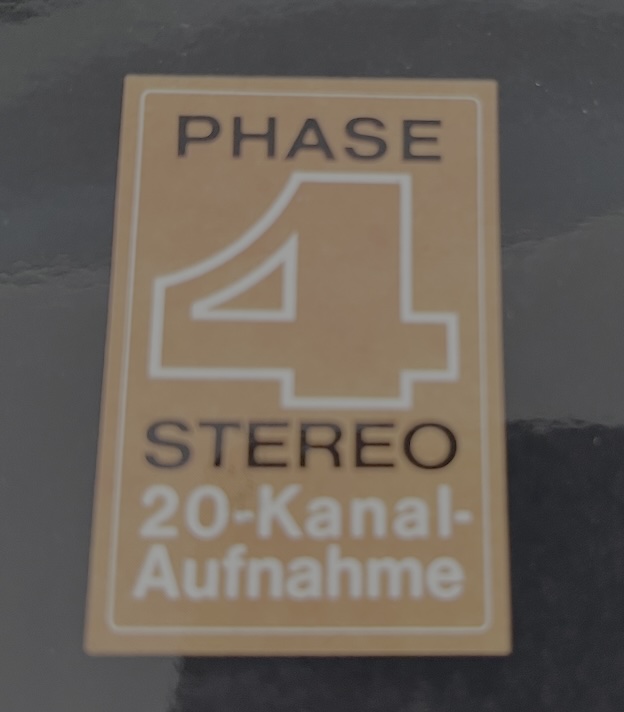 PHASE
4
STEREO
20-Kanal-
Aufnahme